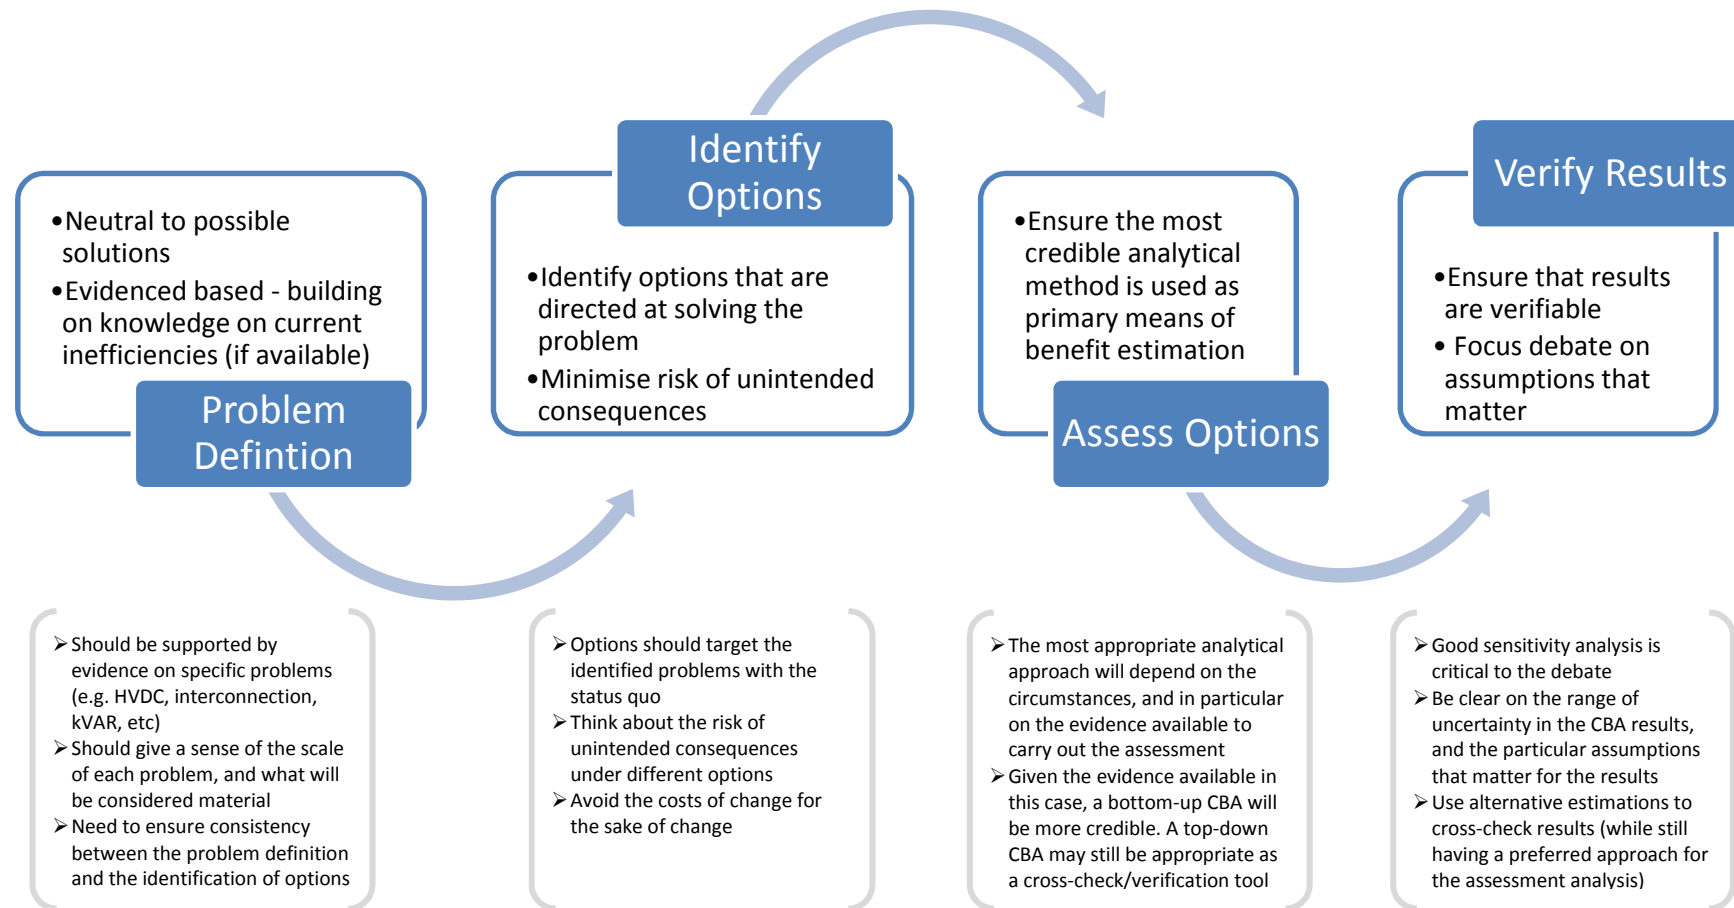 •Neutral to possible
solutions
•Evidenced based - building
on knowledge on current
inefficiencies (if available)
Problem
Defintion
Identify
Options
•Identify options that are
directed at solving the
problem
•Minimise risk of unintended
consequences
•Ensure the most
credible analytical
method is used as
primary means of
benefit estimation
Assess Options
Verify Results
•Ensure that results
are verifiable
• Focus debate on
assumptions that
matter
➢Should be supported by
evidence on specific problems
(e.g. HVDC, interconnection,
kVAR, etc)
➢Should give a sense of the scale
of each problem, and what will
be considered material
➢Need to ensure consistency
between the problem definition
and the identification of options
➢Options should target the
identified problems with the
status quo
➢Think about the risk of
unintended consequences
under different options
➢Avoid the costs of change for
the sake of change
➢The most appropriate analytical
approach will depend on the
circumstances, and in particular
on the evidence available to
carry out the assessment
➢Given the evidence available in
this case, a bottom-up CBA will
be more credible. A top-down
CBA may still be appropriate as
a cross-check/verification tool
➢Good sensitivity analysis is
critical to the debate
➢Be clear on the range of
uncertainty in the CBA results,
and the particular assumptions
that matter for the results
➢Use alternative estimations to
cross-check results (while still
having a preferred approach for
the assessment analysis)